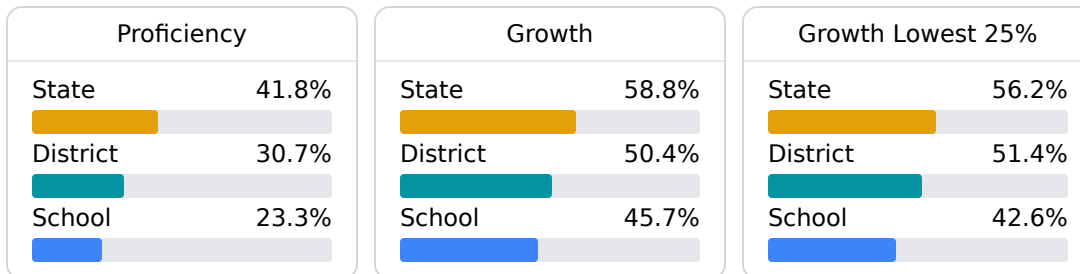 Proficiency
State 41.8%
District 30.7%
School 23.3%
Growth
State 58.8%
District 50.4%
School 45.7%
Growth Lowest 25%
State 56.2%
District 51.4%
School 42.6%